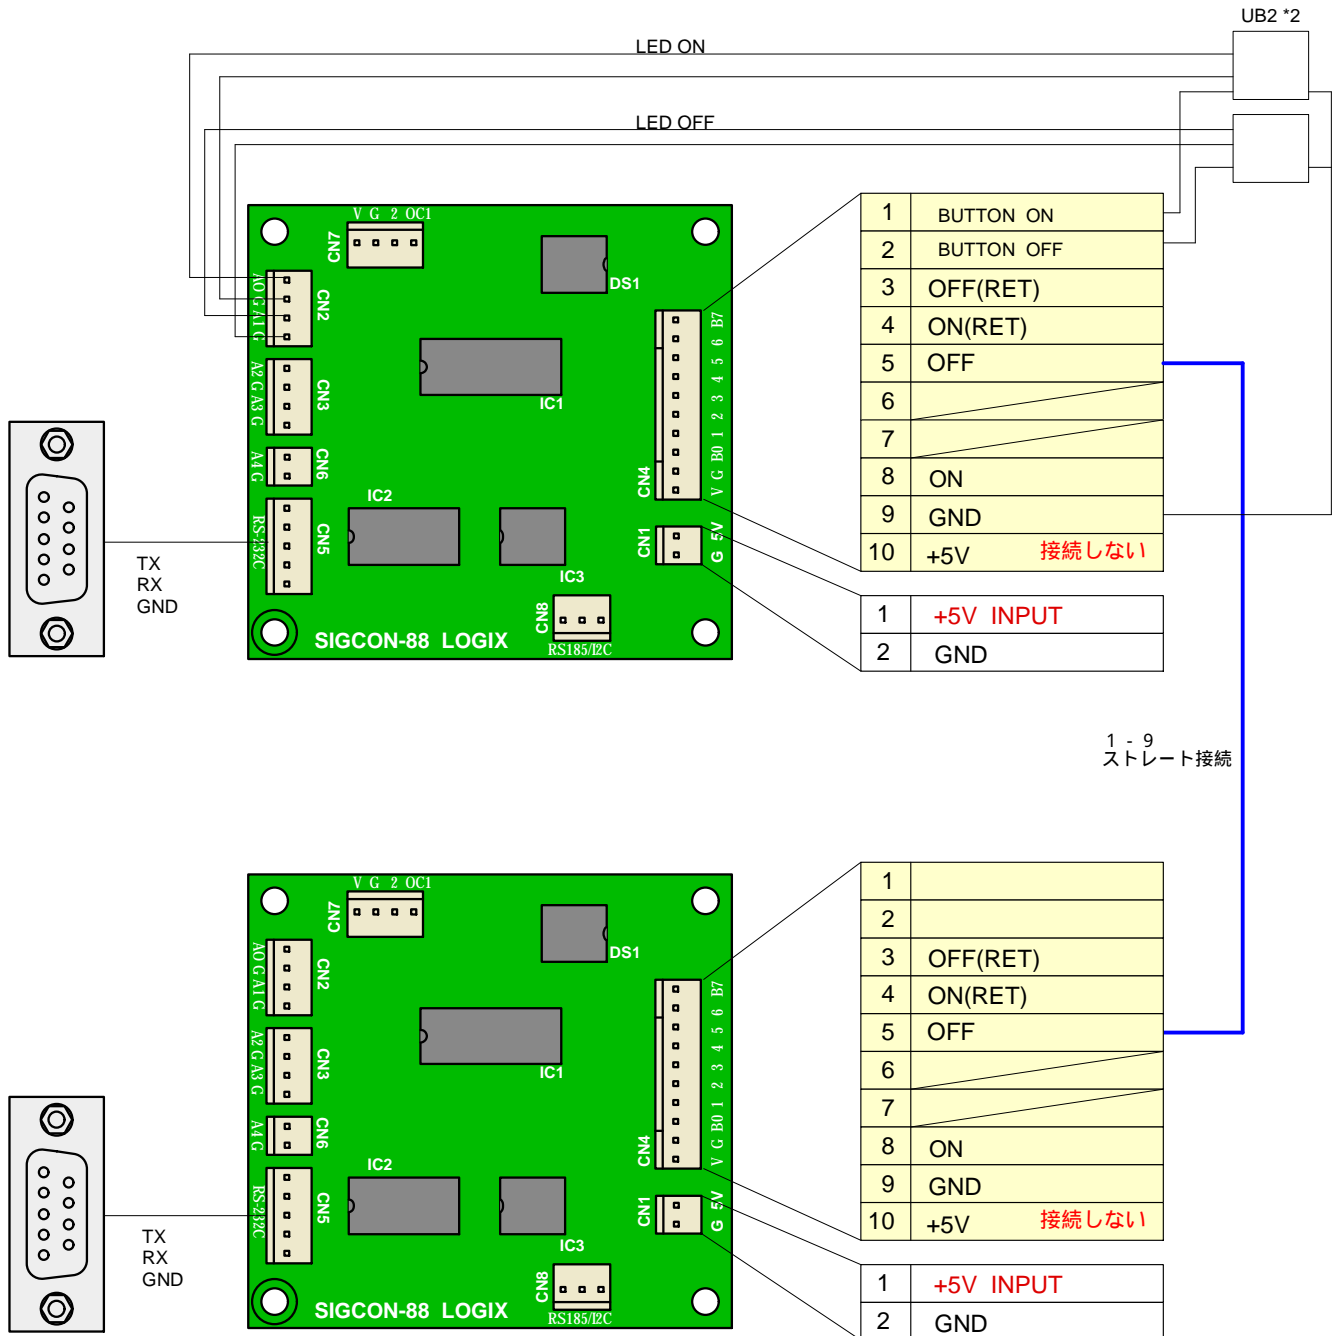 UB2 *2
LED ON
LED OFF
V G 2 OC1
CN7
DS1
A0 G A1 G
CN2
A2 G A3 G
CN3
A4 G
CN6
RS-232C
CN5
IC1
IC2
IC3
CN4
V G B0 1 2 3 4 5 6 B7
CN1
G 5V
CN8
RS185/I2C
SIGCON-88 LOGIX
TX
RX
GND
1 BUTTON ON
2 BUTTON OFF
3 OFF(RET)
4 ON(RET)
5 OFF
6
7
8 ON
9 GND
10 +5V 接続しない
1 +5V INPUT
2 GND
1 - 9
ストレート接続
V G 2 OC1
CN7
DS1
A0 G A1 G
CN2
A2 G A3 G
CN3
A4 G
CN6
RS-232C
CN5
IC1
IC2
IC3
CN4
V G B0 1 2 3 4 5 6 B7
CN1
G 5V
CN8
RS185/I2C
SIGCON-88 LOGIX
TX
RX
GND
1
2
3 OFF(RET)
4 ON(RET)
5 OFF
6
7
8 ON
9 GND
10 +5V 接続しない
1 +5V INPUT
2 GND